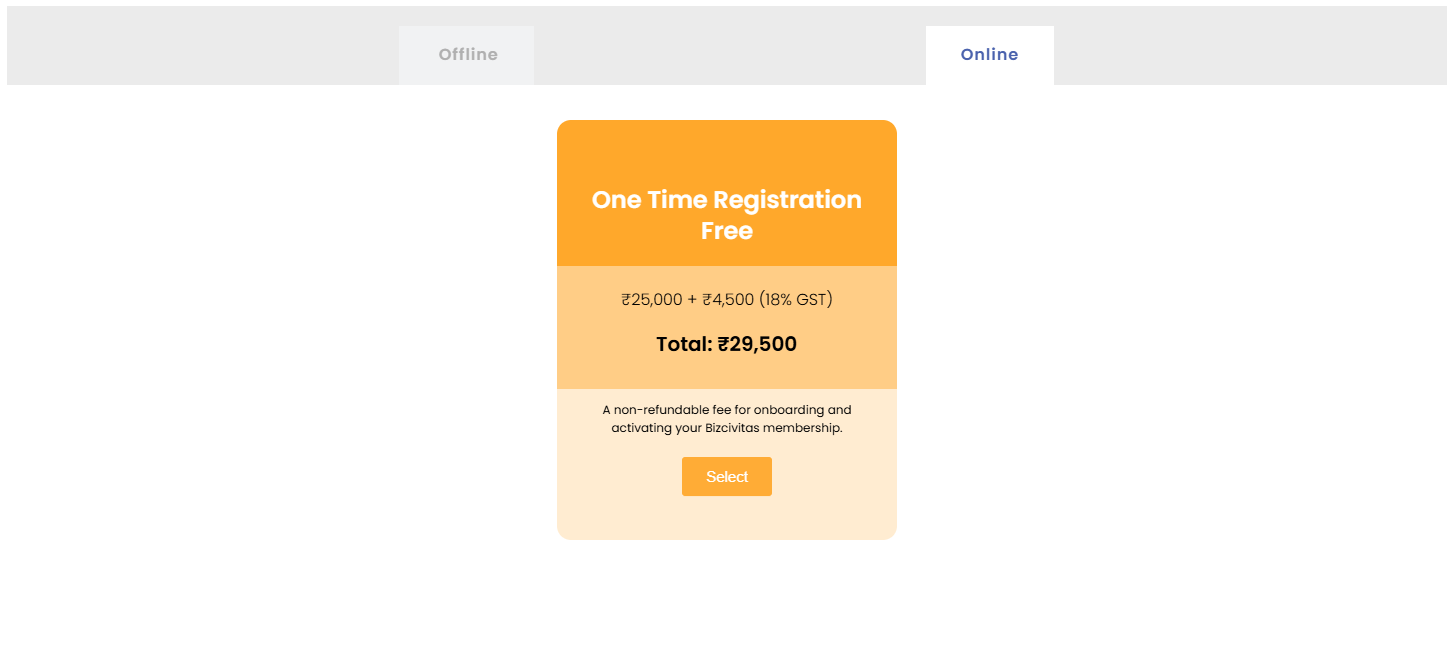 Offline
Online
One Time Registration
Free
₹25,000 + ₹4,500 (18% GST)
Total: ₹29,500
A non-refundable fee for onboarding and
activating your Bizcivitas membership.
Select